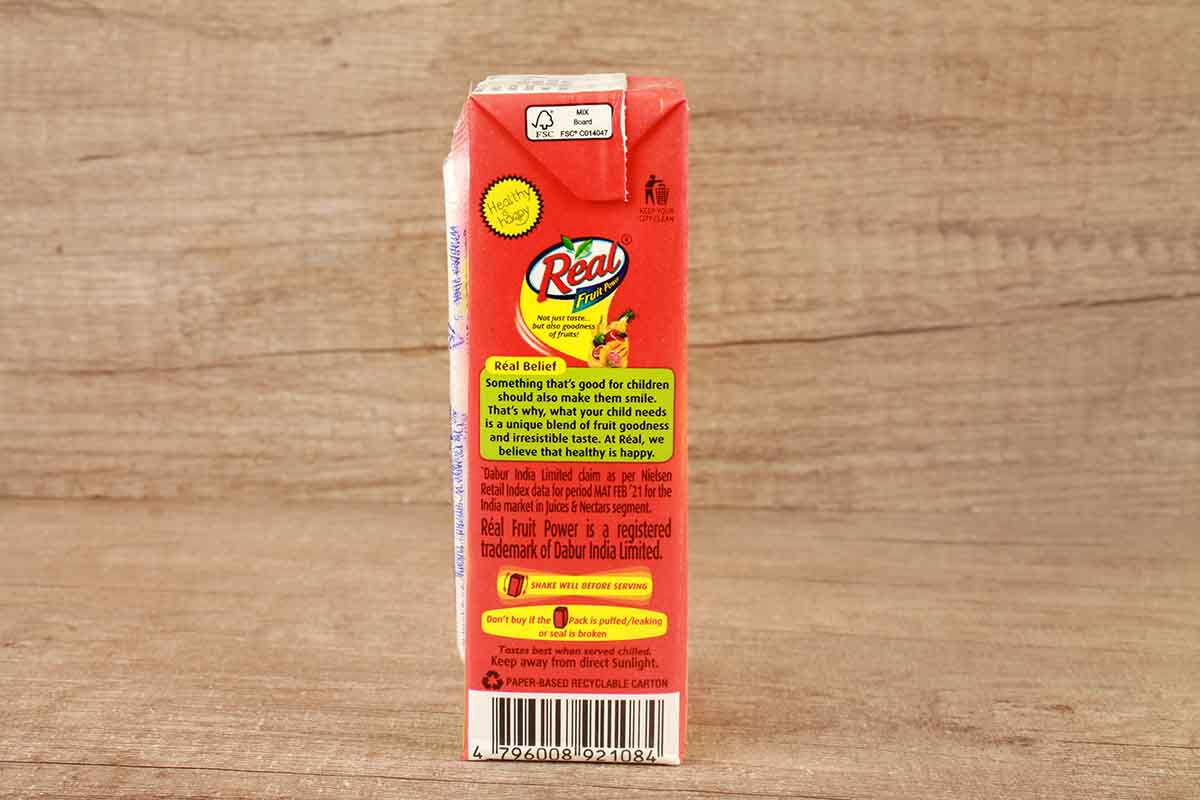 MIX
Board
FSC
FSC® C014047
Healthy
&
happy
KEEP YOUR
CITY CLEAN
Real
®
Fruit Power
Not just taste...
but also goodness
of fruits!
Réal Belief
Something that's good for children
should also make them smile.
That's why, what your child needs
is a unique blend of fruit goodness
and irresistible taste. At Réal, we
believe that healthy is happy.
Dabur India Limited claim as per Nielsen
Retail Index data for period MAT FEB '21 for the
India market in Juices & Nectars segment.
Réal Fruit Power is a registered
trademark of Dabur India Limited.
SHAKE WELL BEFORE SERVING
Don't buy if the Pack is puffed/leaking
or seal is broken
Tastes best when served chilled.
Keep away from direct Sunlight.
PAPER-BASED RECYCLABLE CARTON
4 796008 921084